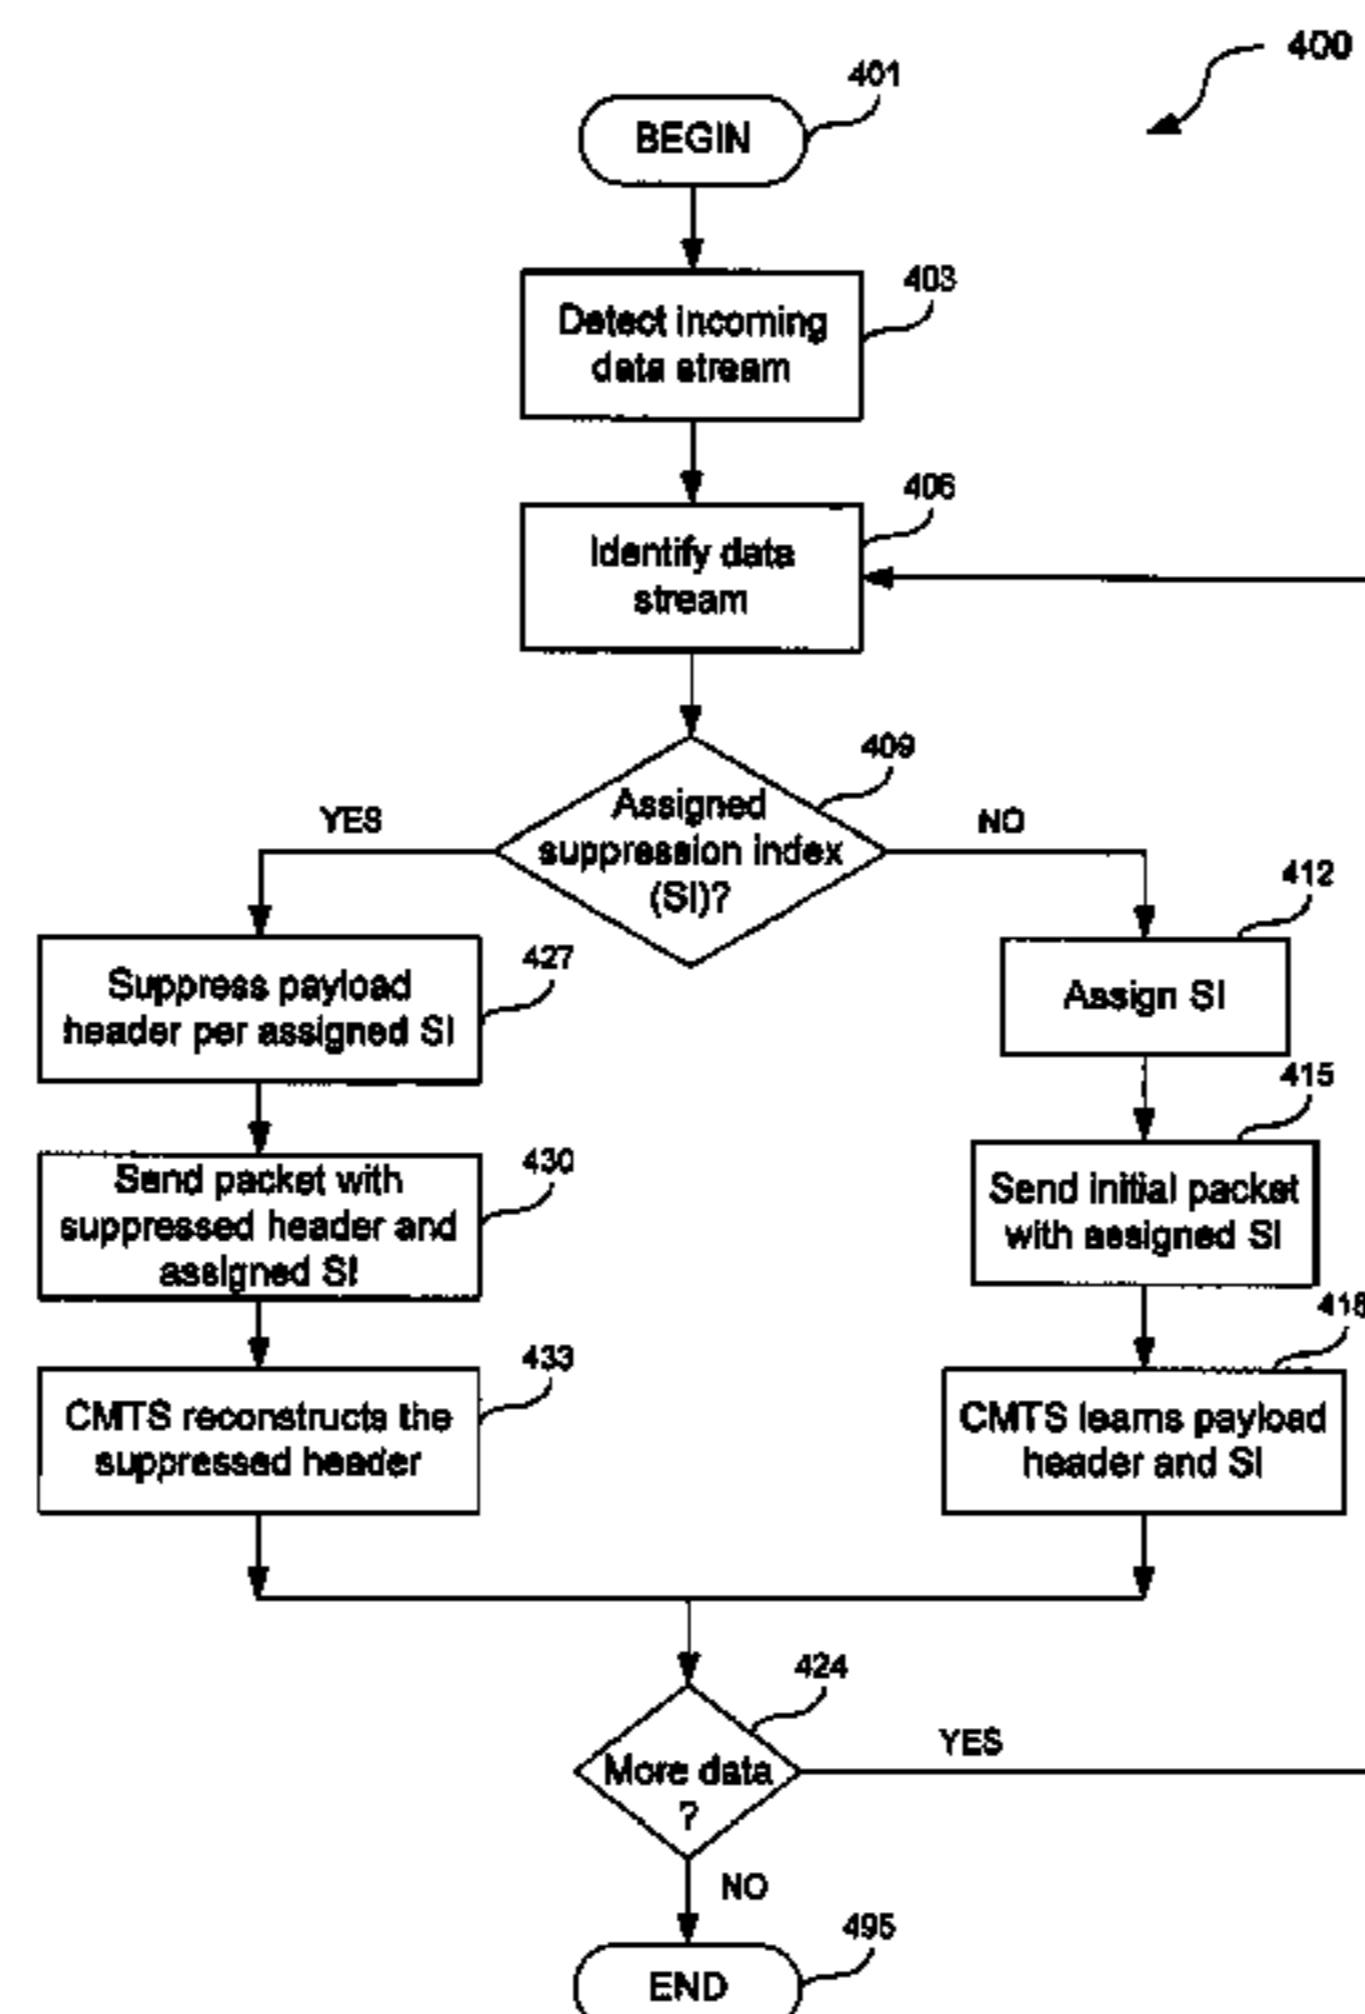 400
401
BEGIN
403
Detect incoming
data stream
406
Identify data
stream
409
Assigned
suppression index
(SI)?
YES
NO
427
Suppress payload
header per assigned SI
412
Assign SI
430
Send packet with
suppressed header and
assigned SI
415
Send initial packet
with assigned SI
433
CMTS reconstructs the
suppressed header
418
CMTS learns payload
header and SI
424
More data
?
YES
NO
495
END